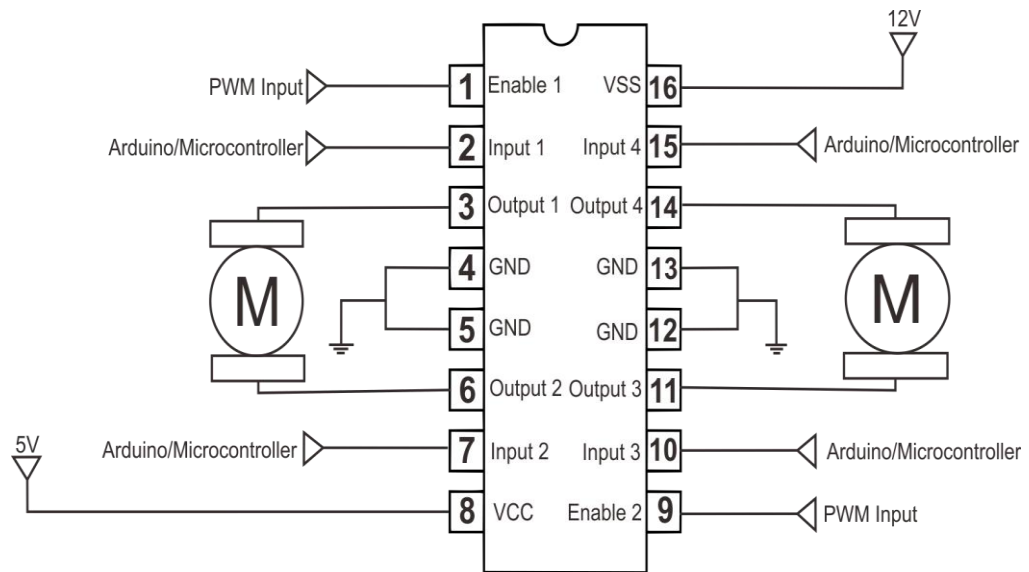 12V
PWM Input 1 Enable 1 VSS 16
Arduino/Microcontroller 2 Input 1 Input 4 15 Arduino/Microcontroller
3 Output 1 Output 4 14
4 GND GND 13
M M
5 GND GND 12
6 Output 2 Output 3 11
5V
Arduino/Microcontroller 7 Input 2 Input 3 10 Arduino/Microcontroller
8 VCC Enable 2 9 PWM Input